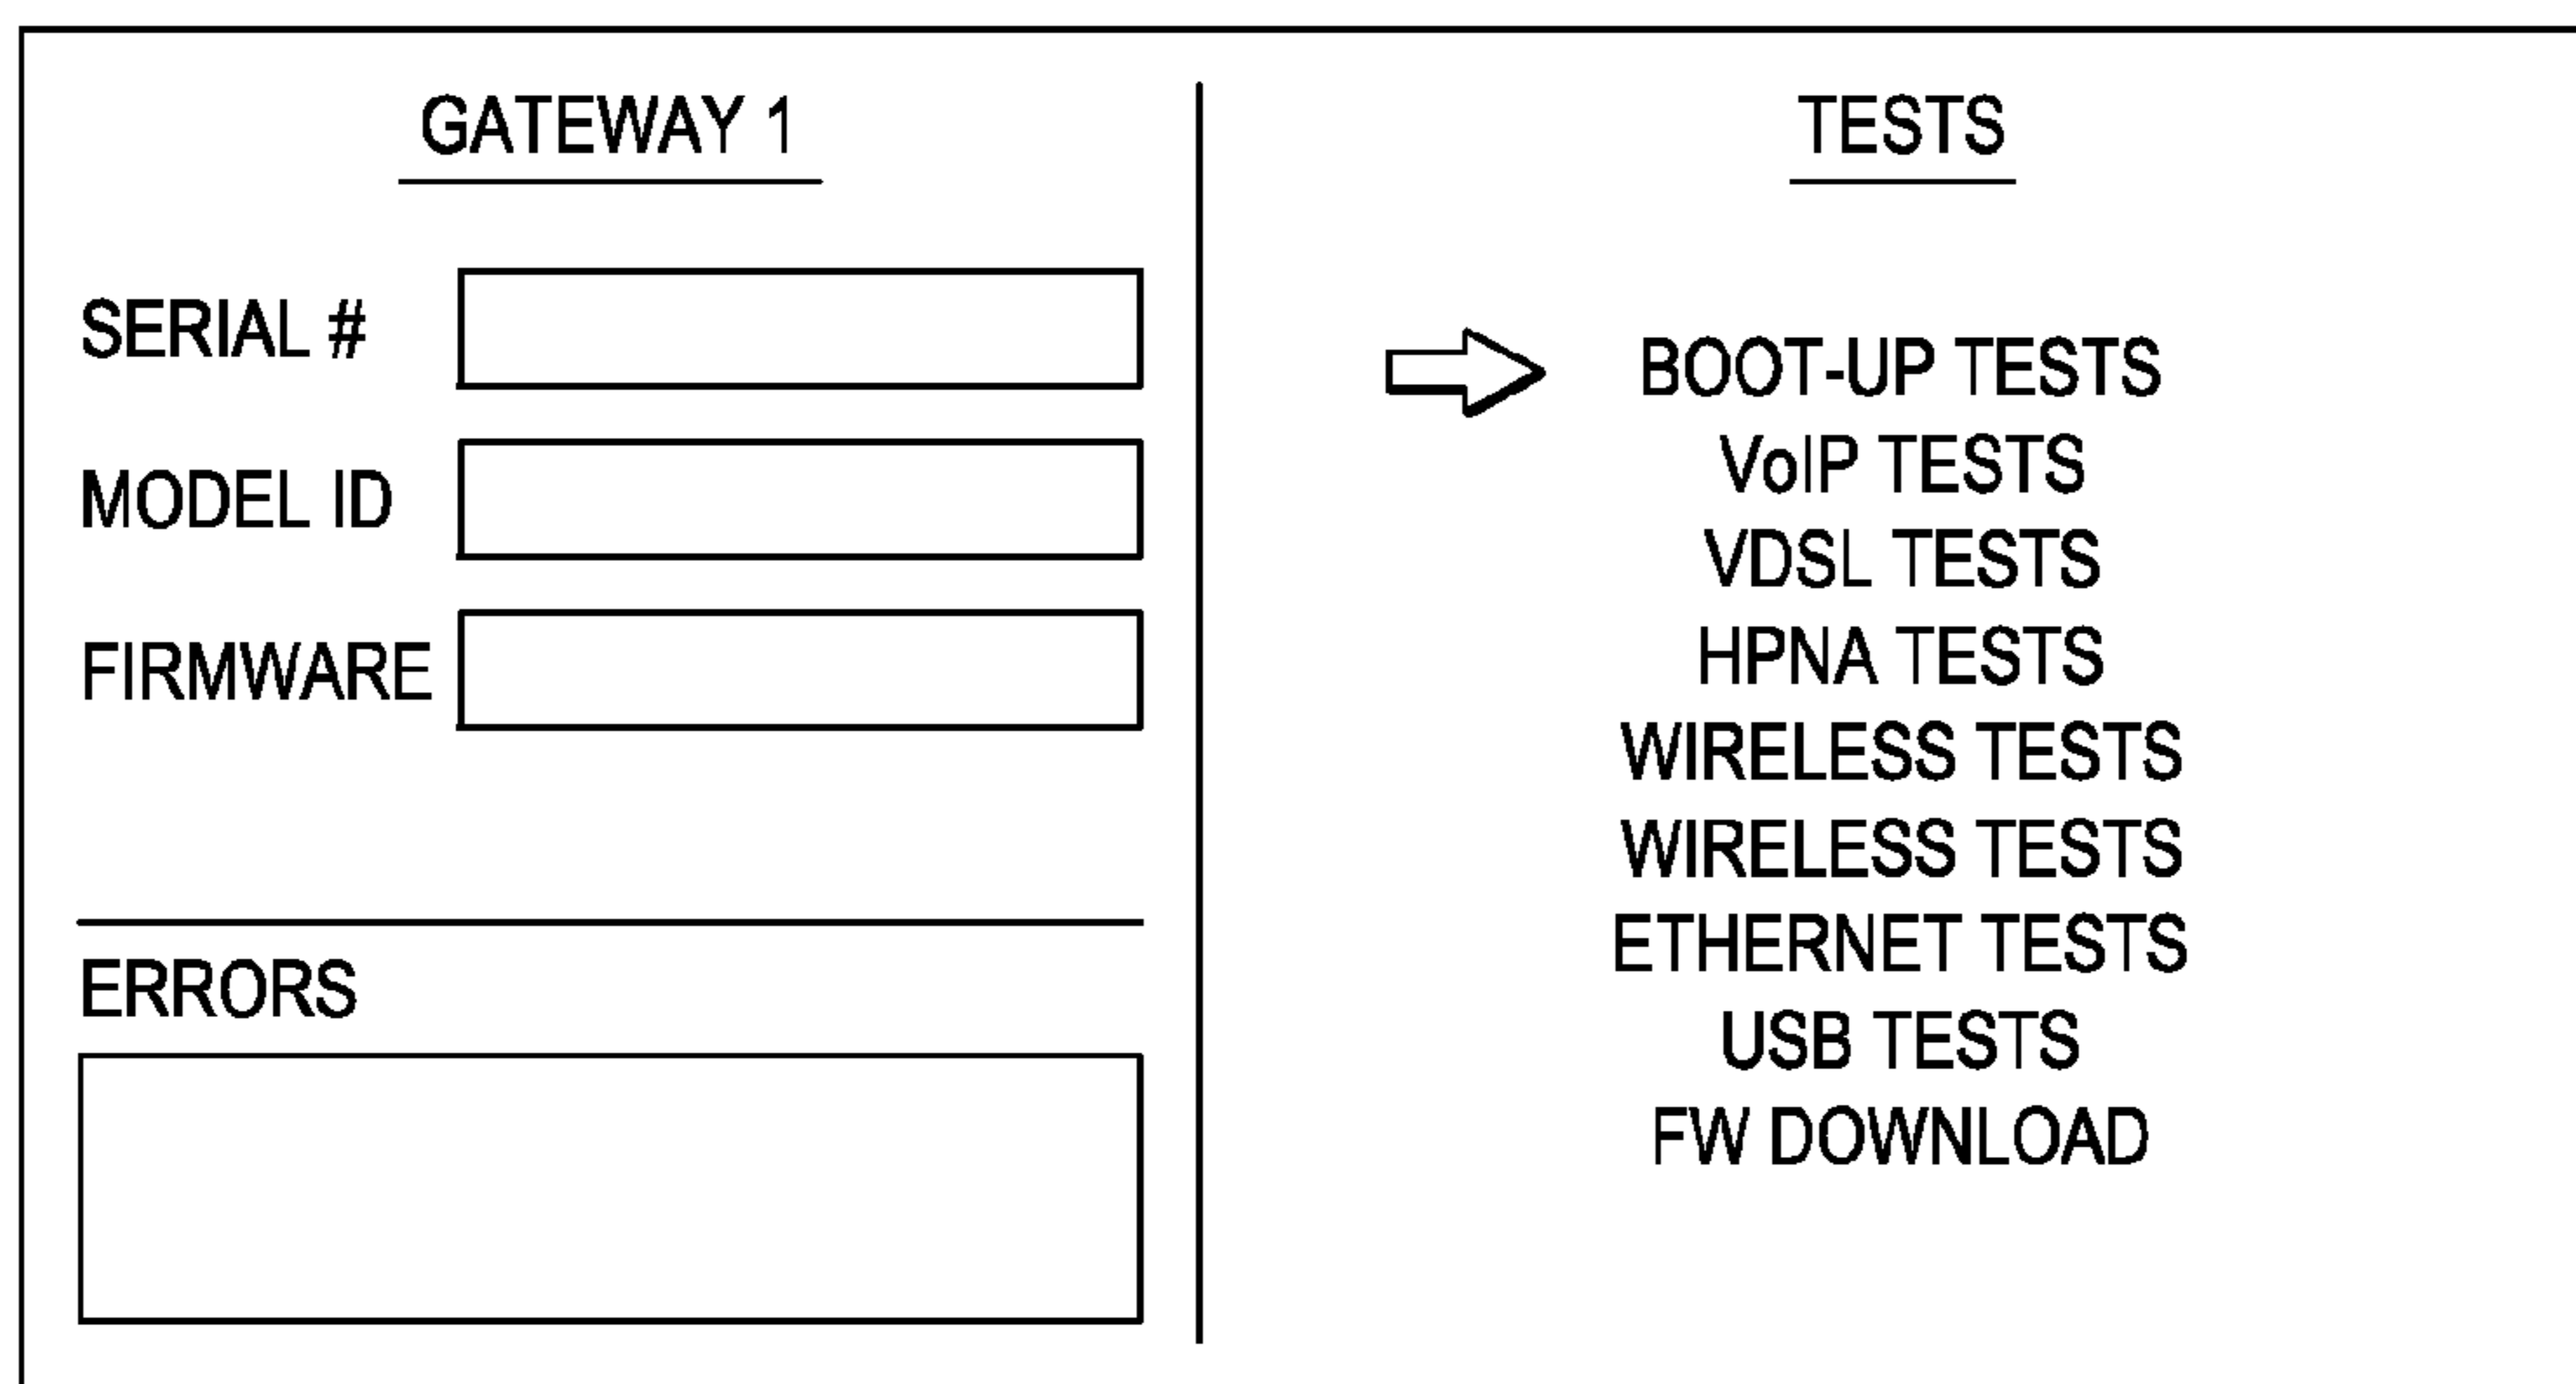 GATEWAY 1
SERIAL #
MODEL ID
FIRMWARE
ERRORS
TESTS
BOOT-UP TESTS
VoIP TESTS
VDSL TESTS
HPNA TESTS
WIRELESS TESTS
WIRELESS TESTS
ETHERNET TESTS
USB TESTS
FW DOWNLOAD